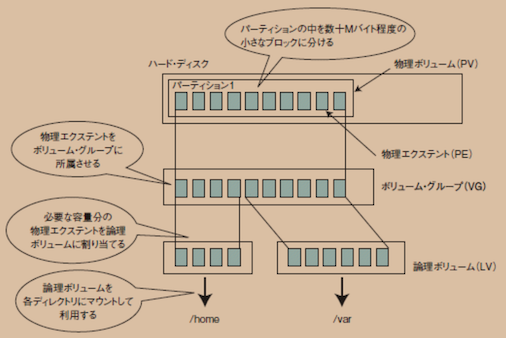 パーティションの中を数十Mバイト程度の
小さなブロックに分ける
ハード・ディスク
物理ボリューム(PV)
パーティション1
物理エクステントを
ボリューム・グループに
所属させる
物理エクステント(PE)
ボリューム・グループ(VG)
必要な容量分の
物理エクステントを論理
ボリュームに割り当てる
論理ボリューム(LV)
論理ボリュームを
各ディレクトリにマウントして
利用する
/home
/var